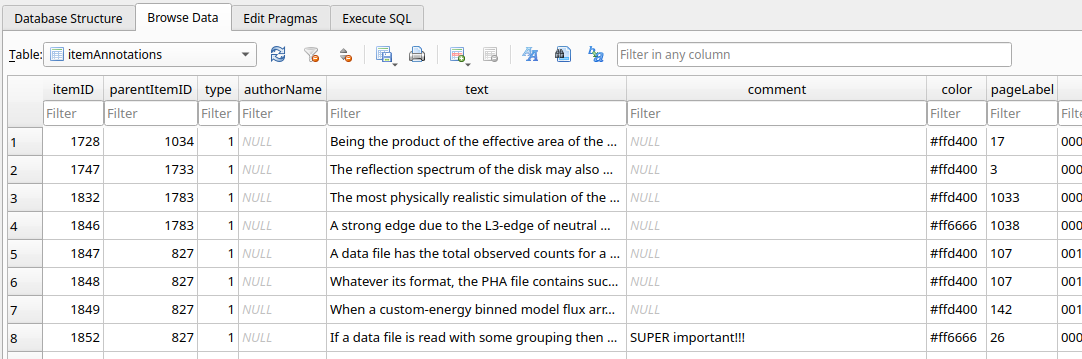 Database Structure Browse Data Edit Pragmas Execute SQL
Table: itemAnnotations Filter in any column
itemID parentItemID type authorName text comment color pageLabel
Filter Filter Filter Filter Filter Filter Filter Filter
1 1728 1034 1 NULL Being the product of the effective area of the ... NULL #ffd400 17 000
2 1747 1733 1 NULL The reflection spectrum of the disk may also ... NULL #ffd400 3 000
3 1832 1783 1 NULL The most physically realistic simulation of the ... NULL #ffd400 1033 000
4 1846 1783 1 NULL A strong edge due to the L3-edge of neutral ... NULL #ff6666 1038 000
5 1847 827 1 NULL A data file has the total observed counts for a ... NULL #ffd400 107 001
6 1848 827 1 NULL Whatever its format, the PHA file contains suc... NULL #ffd400 107 001
7 1849 827 1 NULL When a custom-energy binned model flux arr... NULL #ffd400 142 001
8 1852 827 1 NULL If a data file is read with some grouping then ... SUPER important!!! #ff6666 26 000